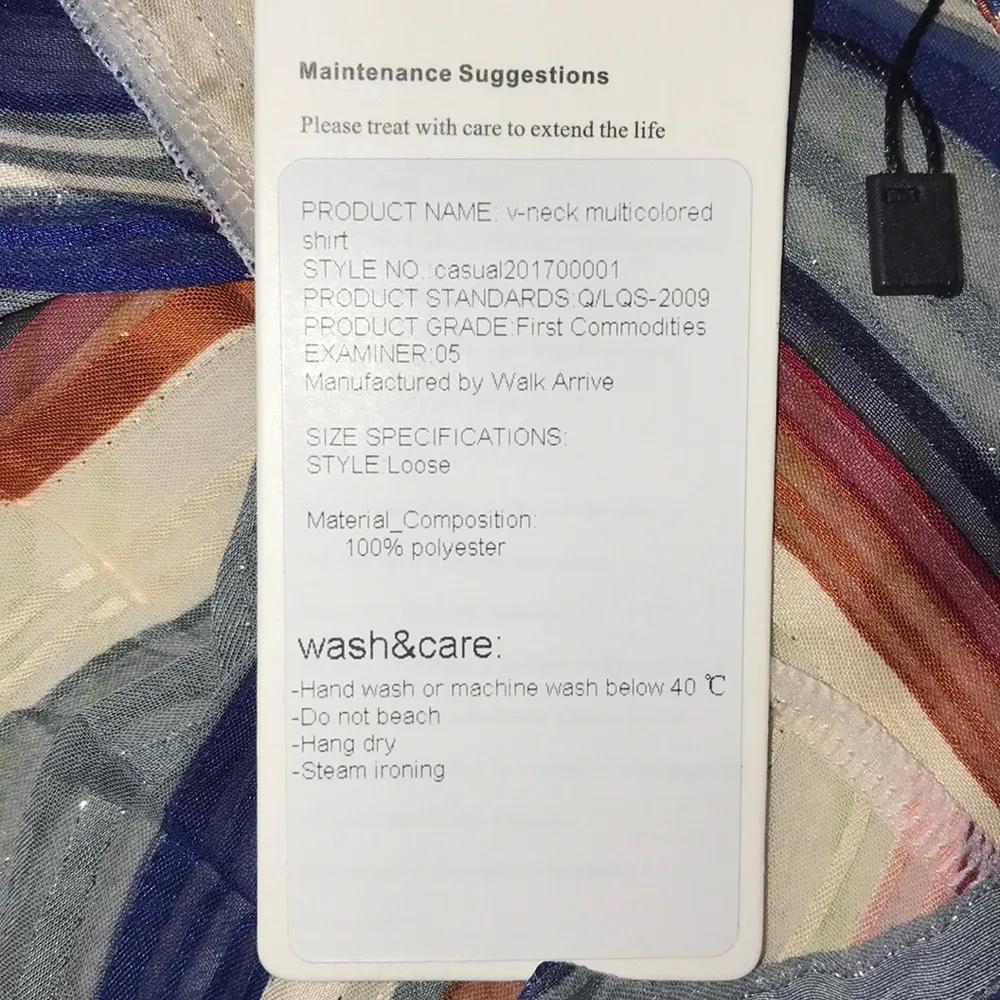 Maintenance Suggestions
Please treat with care to extend the life
PRODUCT NAME: v-neck multicolored
shirt
STYLE NO.:casual201700001
PRODUCT STANDARDS:Q/LQS-2009
PRODUCT GRADE:First Commodities
EXAMINER:05
Manufactured by Walk Arrive
SIZE SPECIFICATIONS:
STYLE:Loose
Material_Composition:
100% polyester
wash&care:
-Hand wash or machine wash below 40 ℃
-Do not beach
-Hang dry
-Steam ironing